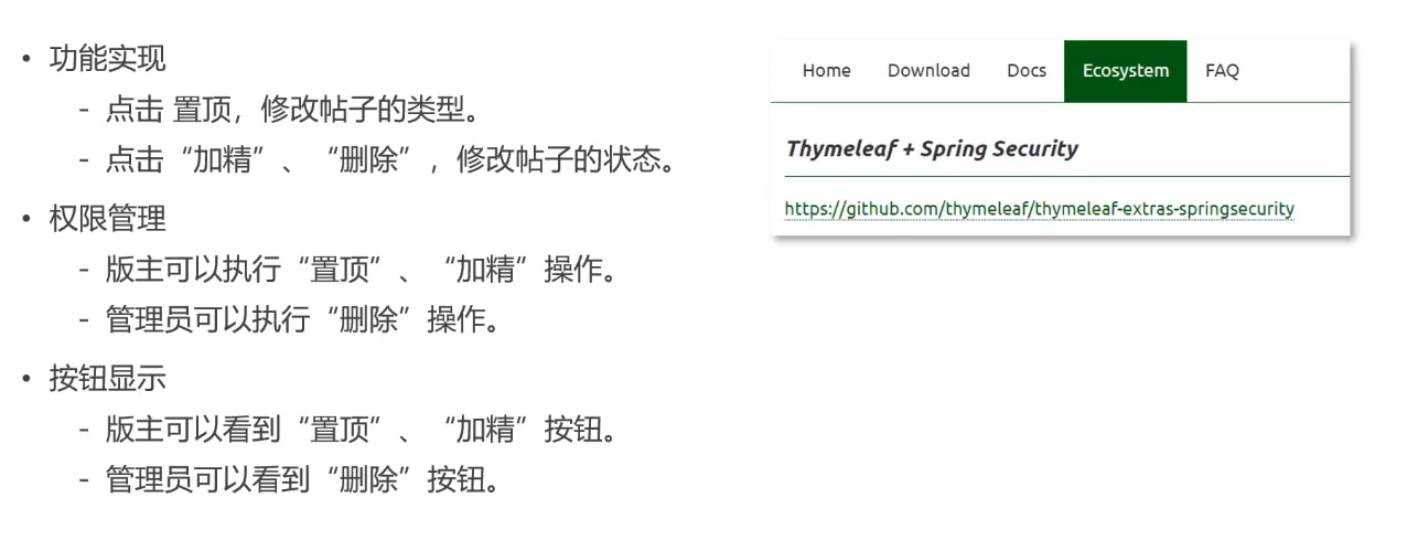 • 功能实现
- 点击 置顶，修改帖子的类型。
- 点击“加精”、“删除”，修改帖子的状态。
• 权限管理
- 版主可以执行“置顶”、“加精”操作。
- 管理员可以执行“删除”操作。
• 按钮显示
- 版主可以看到“置顶”、“加精”按钮。
- 管理员可以看到“删除”按钮。
Home Download Docs Ecosystem FAQ
Thymeleaf + Spring Security
https://github.com/thymeleaf/thymeleaf-extras-springsecurity